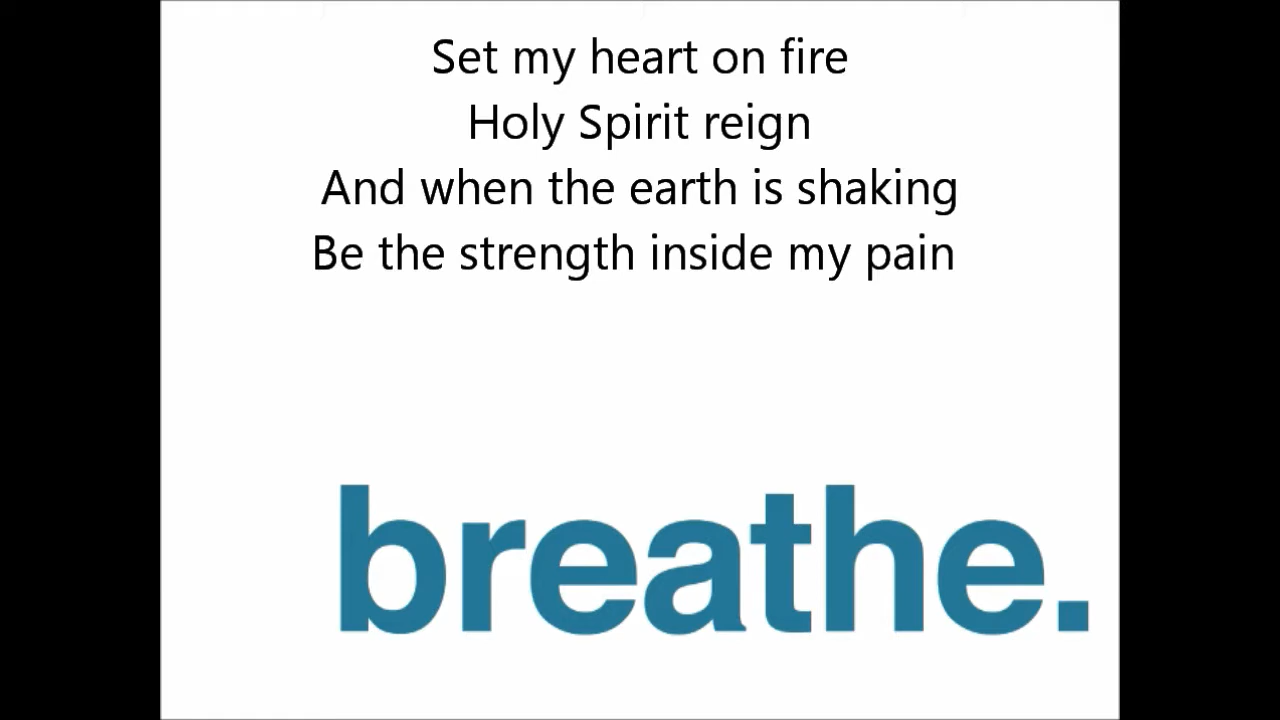 Set my heart on fire
Holy Spirit reign
And when the earth is shaking
Be the strength inside my pain
breathe.